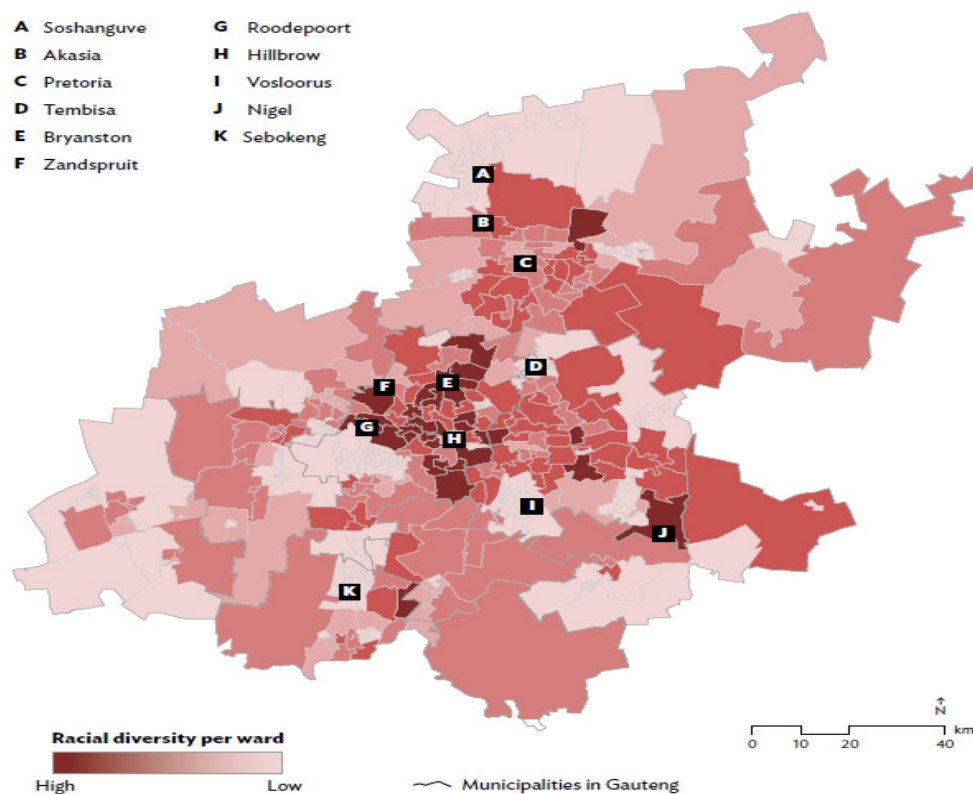 A Soshanguve
B Akasia
C Pretoria
D Tembisa
E Bryanston
F Zandspruit
G Roodepoort
H Hillbrow
I Vosloorus
J Nigel
K Sebokeng
A
B
C
D
E
F
G
H
I
J
K
Racial diversity per ward
High Low
Municipalities in Gauteng
N
km
0 10 20 40